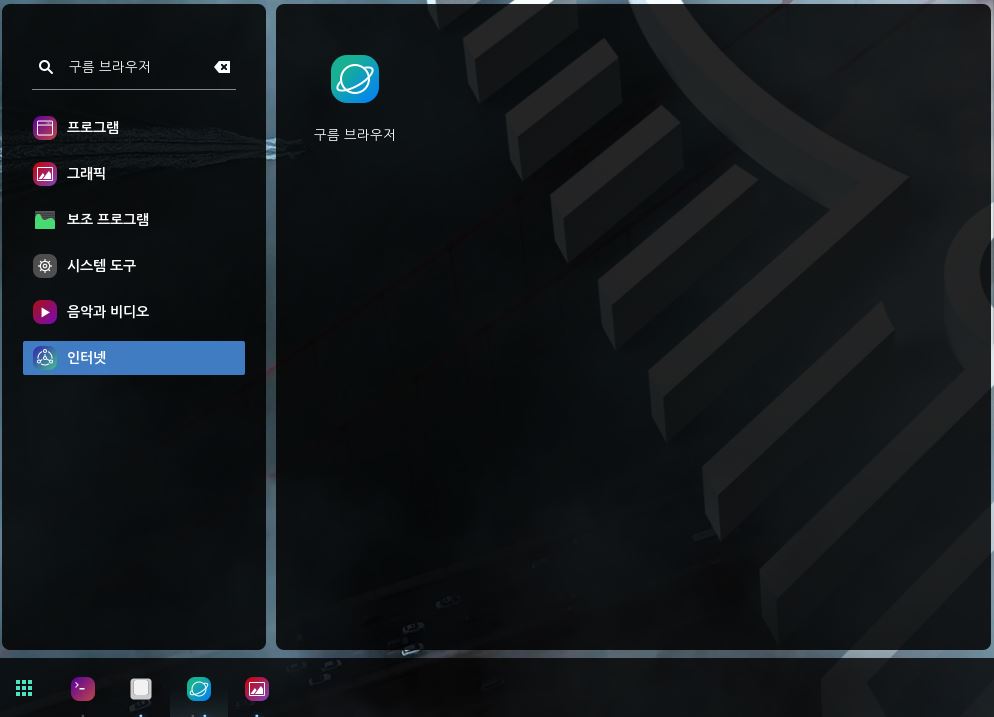 구름 브라우저
프로그램
그래픽
보조 프로그램
시스템 도구
음악과 비디오
인터넷
구름 브라우저